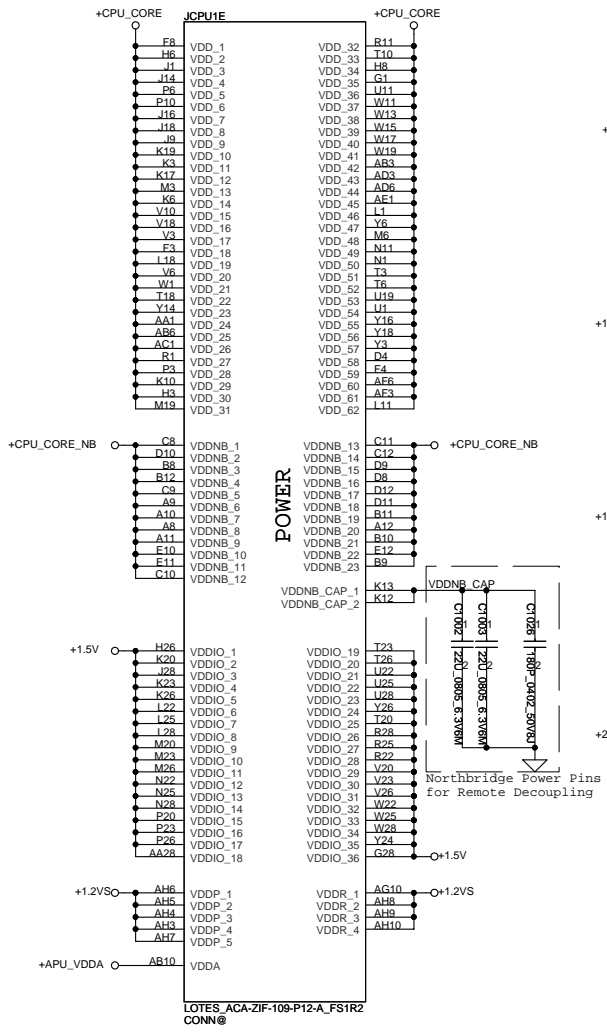 +CPU_CORE JCPU1E +CPU_CORE
F8 VDD_1 VDD_32 R11
H6 VDD_2 VDD_33 T10
J1 VDD_3 VDD_34 H8
J14 VDD_4 VDD_35 G1
P6 VDD_5 VDD_36 U11
P10 VDD_6 VDD_37 W11
J16 VDD_7 VDD_38 W13
J18 VDD_8 VDD_39 W15
J9 VDD_9 VDD_40 W17
K19 VDD_10 VDD_41 W19
K3 VDD_11 VDD_42 AB3
K17 VDD_12 VDD_43 AD3
M3 VDD_13 VDD_44 AD6
K6 VDD_14 VDD_45 AE1
V10 VDD_15 VDD_46 L1
V18 VDD_16 VDD_47 Y6
V3 VDD_17 VDD_48 M6
F3 VDD_18 VDD_49 N11
L18 VDD_19 VDD_50 N1
V6 VDD_20 VDD_51 T3
W1 VDD_21 VDD_52 T6
T18 VDD_22 VDD_53 U19
Y14 VDD_23 VDD_54 U1
AA1 VDD_24 VDD_55 Y16
AB6 VDD_25 VDD_56 Y18
AC1 VDD_26 VDD_57 Y3
R1 VDD_27 VDD_58 D4
P3 VDD_28 VDD_59 F4
K10 VDD_29 VDD_60 AF6
H3 VDD_30 VDD_61 AF3
M19 VDD_31 VDD_62 L11
+CPU_CORE_NB C8 VDDNB_1 VDDNB_13 C11 +CPU_CORE_NB
D10 VDDNB_2 VDDNB_14 C12
B8 VDDNB_3 VDDNB_15 D9
B12 VDDNB_4 VDDNB_16 D8
C9 VDDNB_5 VDDNB_17 D12
A9 VDDNB_6 VDDNB_18 D11
A10 VDDNB_7 VDDNB_19 B11
A8 VDDNB_8 VDDNB_20 A12
A11 VDDNB_9 VDDNB_21 B10
E10 VDDNB_10 VDDNB_22 E12
E11 VDDNB_11 VDDNB_23 B9
C10 VDDNB_12
POWER
VDDNB_CAP_1 K13 VDDNB_CAP
VDDNB_CAP_2 K12
C1002 1 2 22U_0805_6.3V6M
C1003 1 2 22U_0805_6.3V6M
C1026 1 2 180P_0402_50V8J
Northbridge Power Pins
for Remote Decoupling
+1.5V H26 VDDIO_1 VDDIO_19 T23
K20 VDDIO_2 VDDIO_20 T26
J28 VDDIO_3 VDDIO_21 U22
K23 VDDIO_4 VDDIO_22 U25
K26 VDDIO_5 VDDIO_23 U28
L22 VDDIO_6 VDDIO_24 Y26
L25 VDDIO_7 VDDIO_25 T20
L28 VDDIO_8 VDDIO_26 R28
M20 VDDIO_9 VDDIO_27 R25
M23 VDDIO_10 VDDIO_28 R22
M26 VDDIO_11 VDDIO_29 V20
N22 VDDIO_12 VDDIO_30 V23
N25 VDDIO_13 VDDIO_31 V26
N28 VDDIO_14 VDDIO_32 W22
P20 VDDIO_15 VDDIO_33 W25
P23 VDDIO_16 VDDIO_34 W28
P26 VDDIO_17 VDDIO_35 Y24
AA28 VDDIO_18 VDDIO_36 G28 +1.5V
+1.2VS AH6 VDDP_1 VDDR_1 AG10 +1.2VS
AH5 VDDP_2 VDDR_2 AH8
AH4 VDDP_3 VDDR_3 AH9
AH3 VDDP_4 VDDR_4 AH10
AH7 VDDP_5
+APU_VDDA AB10 VDDA
LOTES_ACA-ZIF-109-P12-A_FS1R2
CONN@